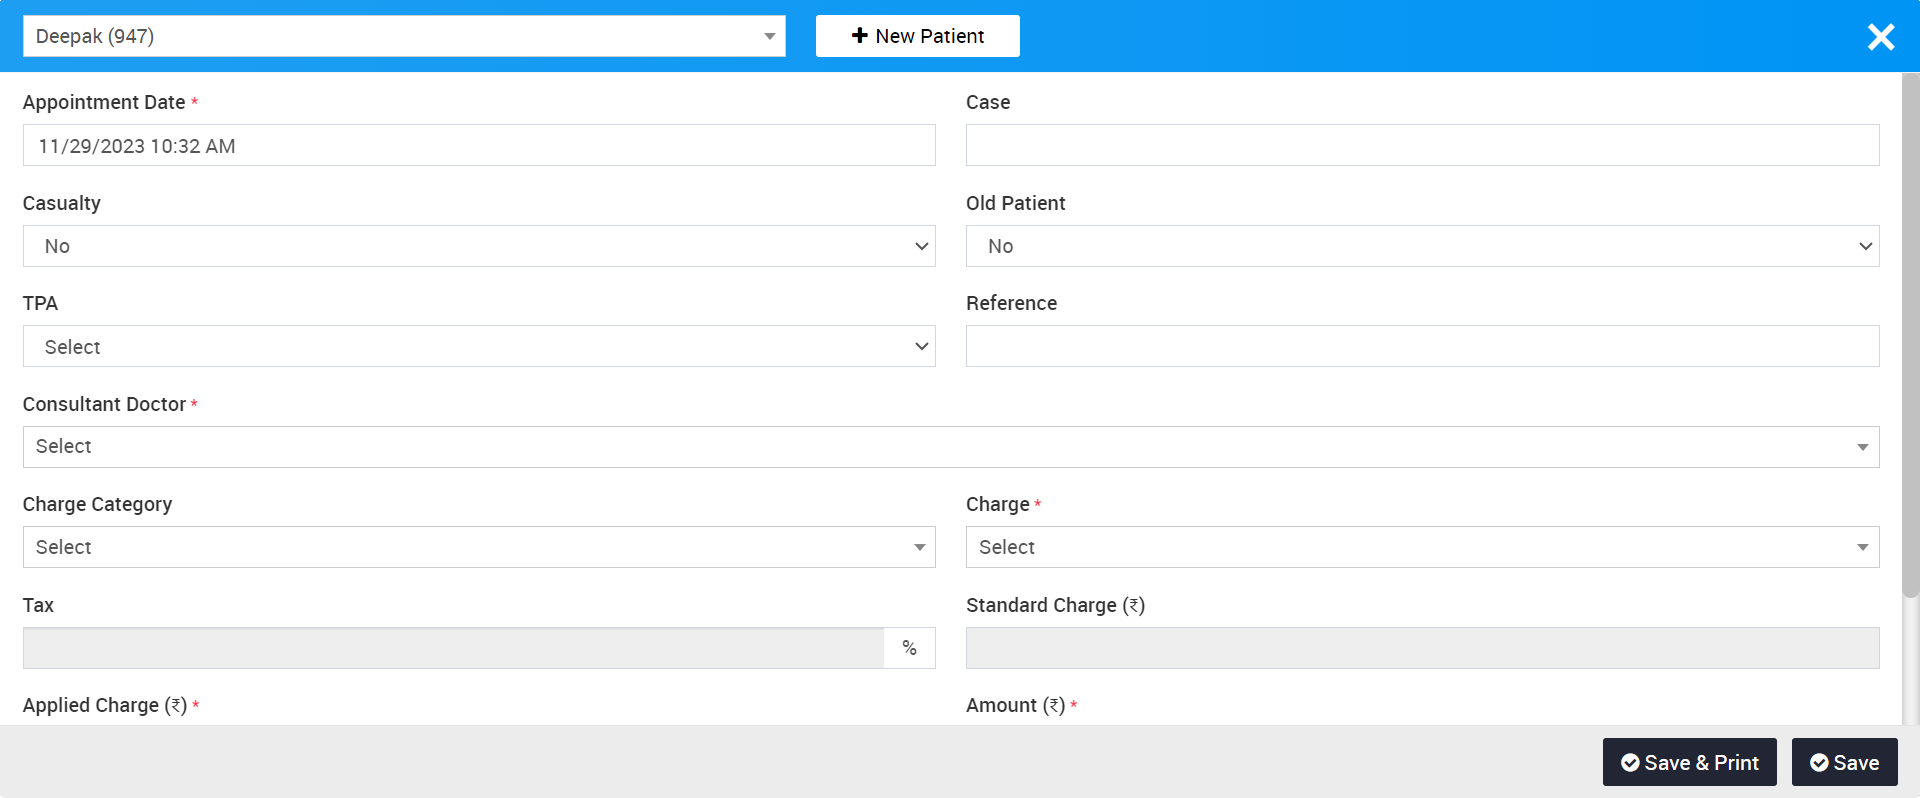 Deepak (947)
New Patient
Appointment Date *
Case
11/29/2023 10:32 AM
Casualty
Old Patient
No
No
TPA
Reference
Select
Consultant Doctor *
Select
Charge Category
Charge *
Select
Select
Tax
Standard Charge (₹)
%
Applied Charge (₹) *
Amount (₹) *
Save & Print
Save